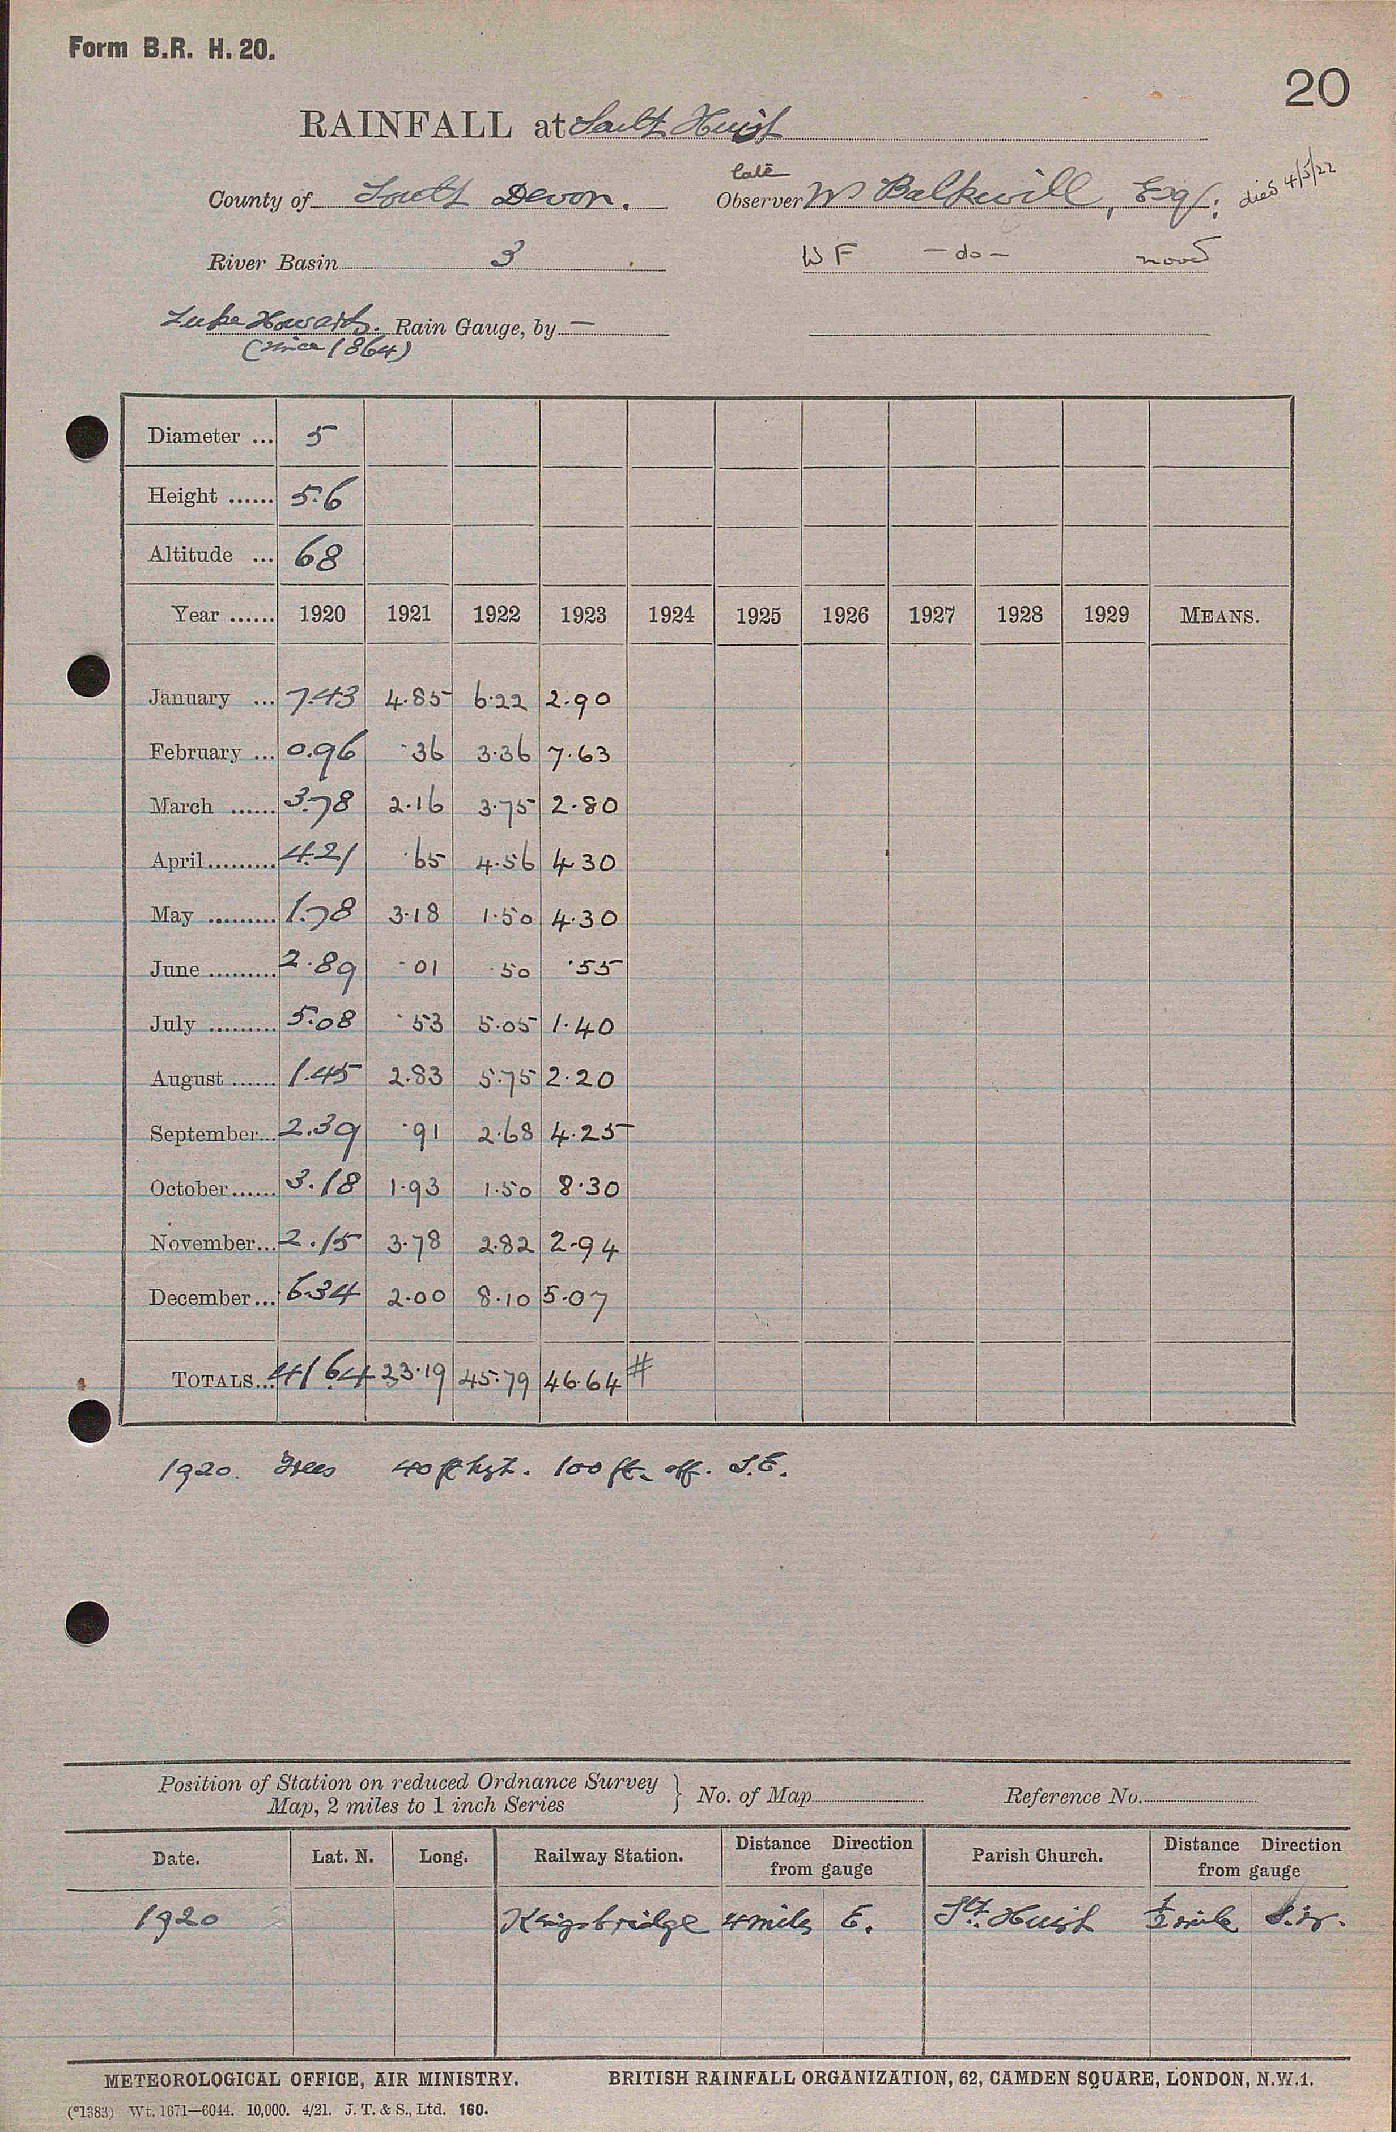 Form B.R. H. 20.
20
RAINFALL at South Huish
County of South Devon.
late
Observer W Balkwill, Esq.; died 4/5/22
River Basin 3
W F - do - moved
Luke Howard. Rain Gauge, by —
(since 1864)
Diameter ... 5
Height ...... 5.6
Altitude ... 68
Year ...... 1920 1921 1922 1923 1924 1925 1926 1927 1928 1929 MEANS.
January ... 7.43 4.85 6.22 2.90
February ... 0.96 .36 3.36 7.63
March ...... 3.78 2.16 3.75 2.80
April ......... 4.21 .65 4.56 4 30
May ......... 1.78 3.18 1.50 4.30
June ......... 2.89 .01 .50 .55
July ......... 5.08 .53 5.05 1.40
August ...... 1.45 2.83 5.75 2.20
September... 2.39 .91 2.68 4.25
October...... 3.18 1.93 1.50 8.30
November... 2.15 3.78 2.82 2.94
December... 6.34 2.00 8.10 5.07
TOTALS... 41.64 23.19 45.79 46.64 #
1920. Trees 40 ft hgt. 100 ft. off. S.E.
Position of Station on reduced Ordnance Survey
Map, 2 miles to 1 inch Series } No. of Map Reference No.
Date. Lat. N. Long. Railway Station. Distance Direction from gauge Parish Church. Distance Direction from gauge
1920 Kingsbridge 4 miles E. Sth. Huish ½ mile S.W.
METEOROLOGICAL OFFICE, AIR MINISTRY. BRITISH RAINFALL ORGANIZATION, 62, CAMDEN SQUARE, LONDON, N.W.1.
(*1383) Wt. 1671—6044. 10,000. 4/21. J. T. & S., Ltd. 160.